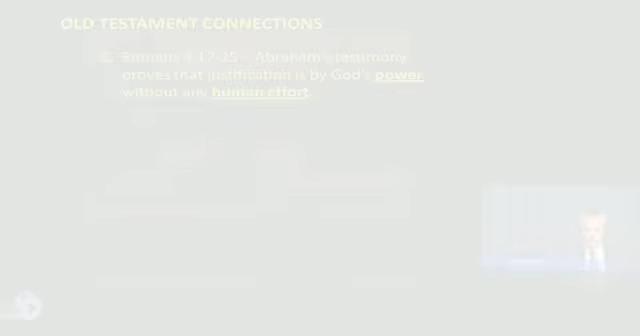 OLD TESTAMENT CONNECTIONS
Romans 4:17-25 – Abraham's testimony
proves that justification is by God's power
without any human effort.